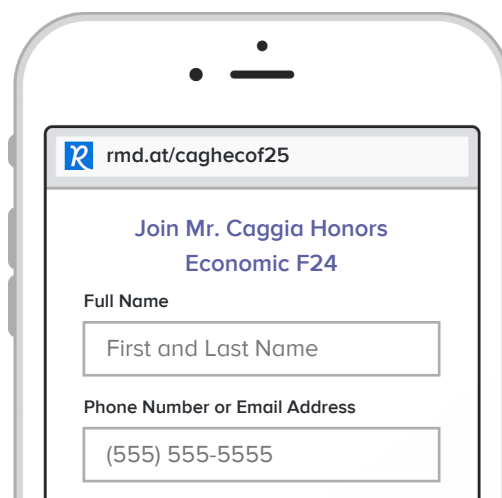 rmd.at/caghecof25
Join Mr. Caggia Honors
Economic F24
Full Name
First and Last Name
Phone Number or Email Address
(555) 555-5555